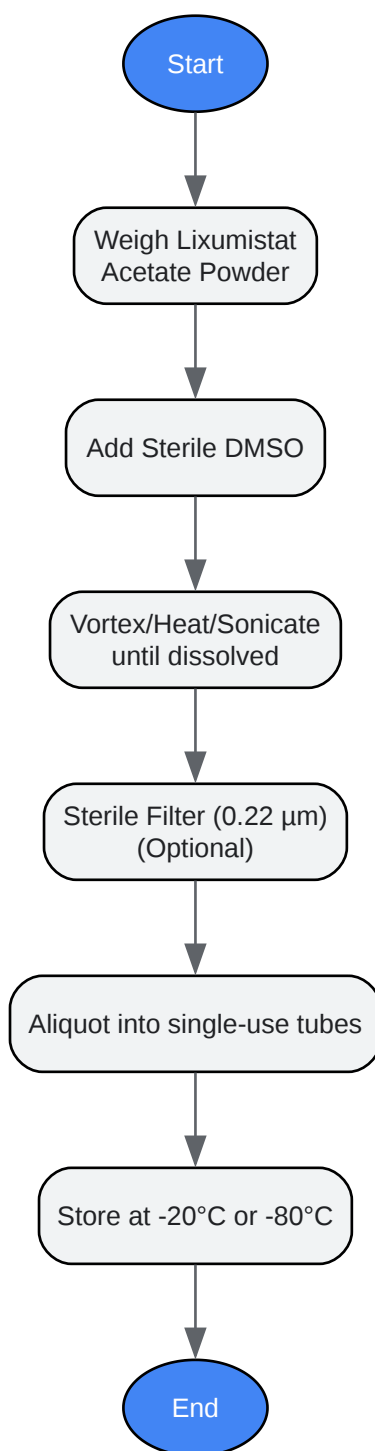 Start
Weigh Lixumistat
Acetate Powder
Add Sterile DMSO
Vortex/Heat/Sonicate
until dissolved
Sterile Filter (0.22 µm)
(Optional)
Aliquot into single-use tubes
Store at -20°C or -80°C
End